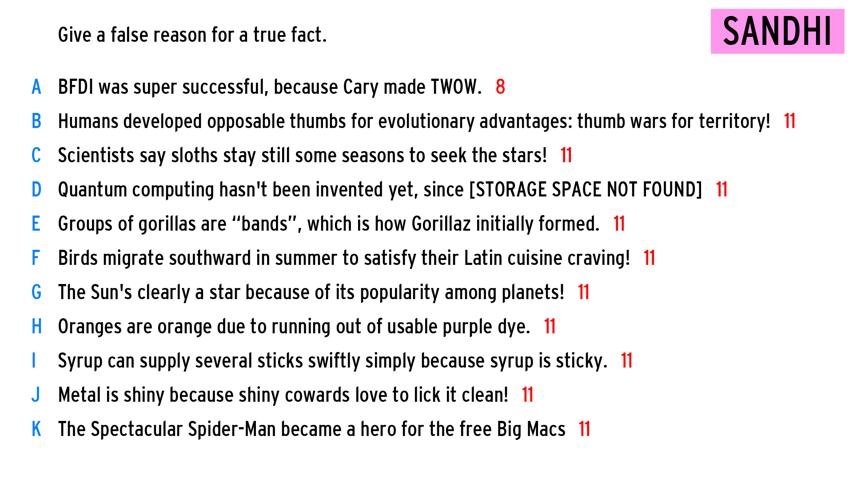 Give a false reason for a true fact.
SANDHI
A BFDI was super successful, because Cary made TWOW. 8
B Humans developed opposable thumbs for evolutionary advantages: thumb wars for territory! 11
C Scientists say sloths stay still some seasons to seek the stars! 11
D Quantum computing hasn't been invented yet, since [STORAGE SPACE NOT FOUND] 11
E Groups of gorillas are “bands”, which is how Gorillaz initially formed. 11
F Birds migrate southward in summer to satisfy their Latin cuisine craving! 11
G The Sun's clearly a star because of its popularity among planets! 11
H Oranges are orange due to running out of usable purple dye. 11
I Syrup can supply several sticks swiftly simply because syrup is sticky. 11
J Metal is shiny because shiny cowards love to lick it clean! 11
K The Spectacular Spider-Man became a hero for the free Big Macs 11